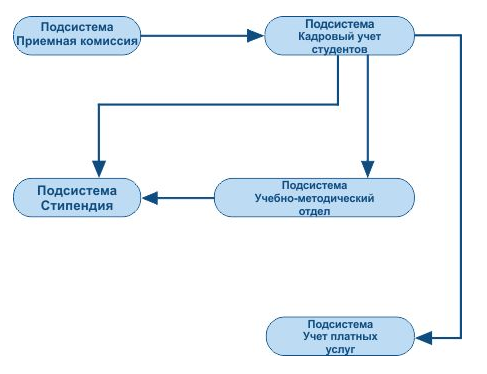 Подсистема
Приемная комиссия
Подсистема
Кадровый учет
студентов
Подсистема
Стипендия
Подсистема
Учебно-методический
отдел
Подсистема
Учет платных
услуг